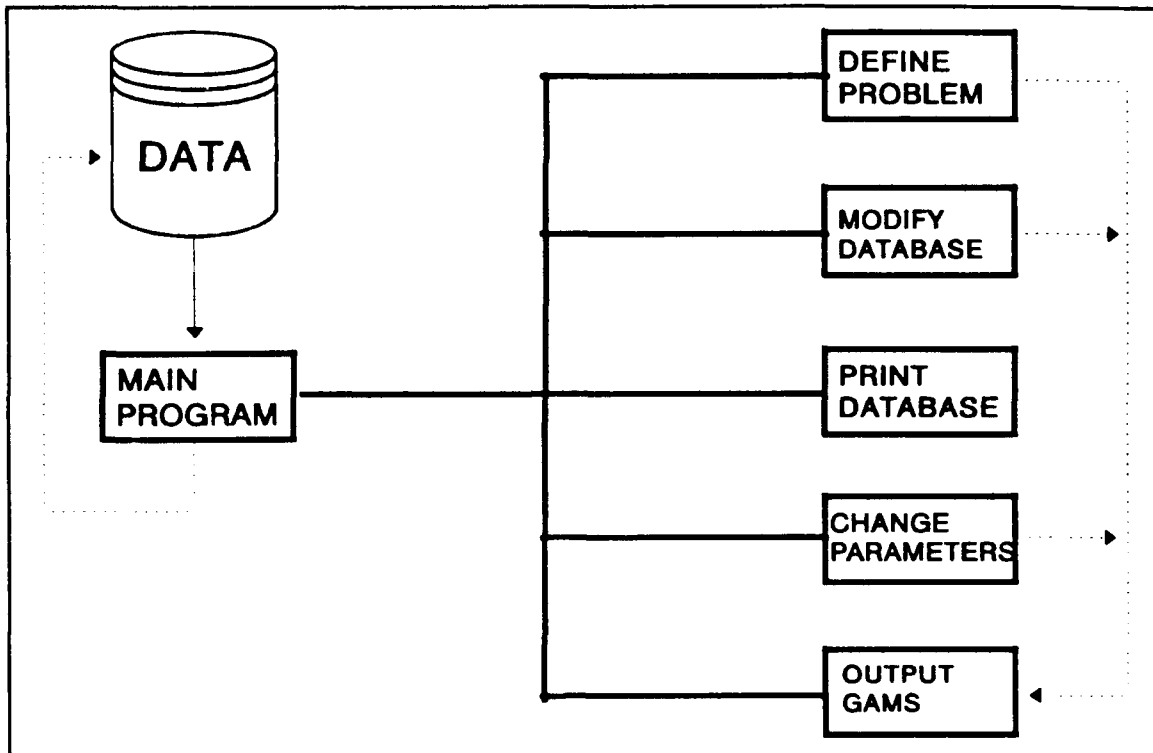 DATA
MAIN
PROGRAM
DEFINE
PROBLEM
MODIFY
DATABASE
PRINT
DATABASE
CHANGE
PARAMETERS
OUTPUT
GAMS